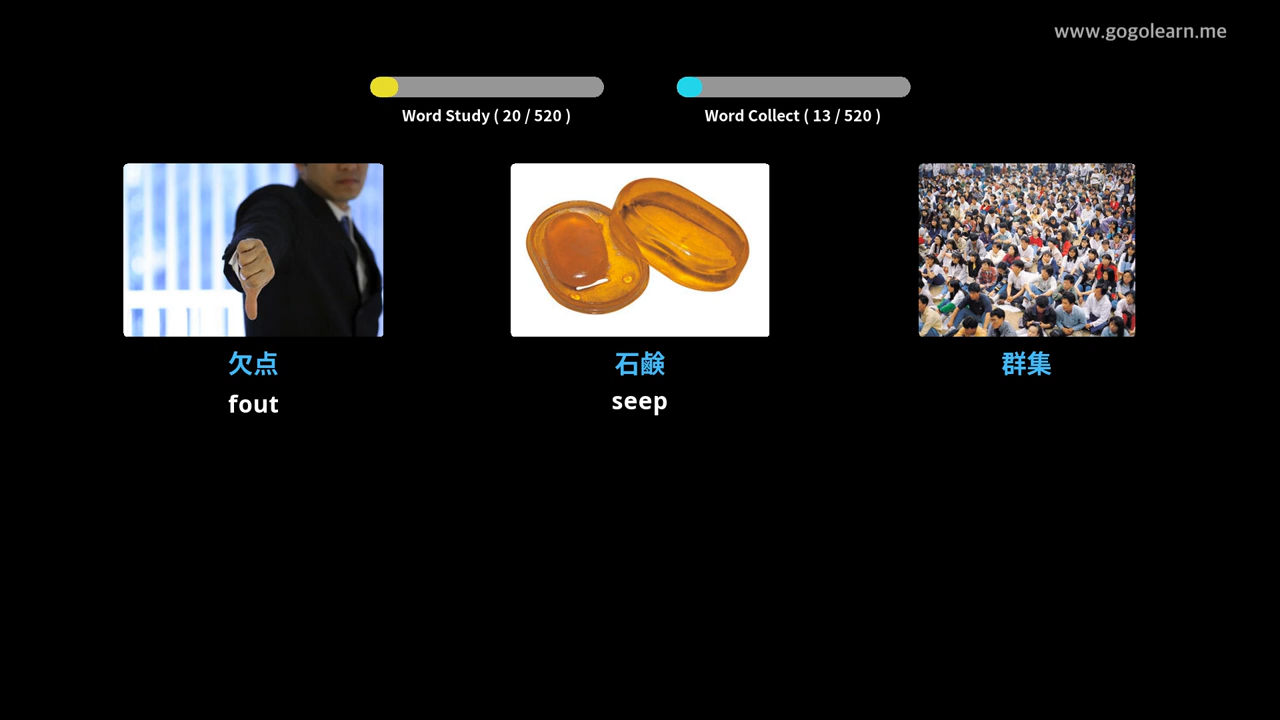 www.gogolearn.me
Word Study ( 20 / 520 )
Word Collect ( 13 / 520 )
欠点
石鹸
群集
fout
seep